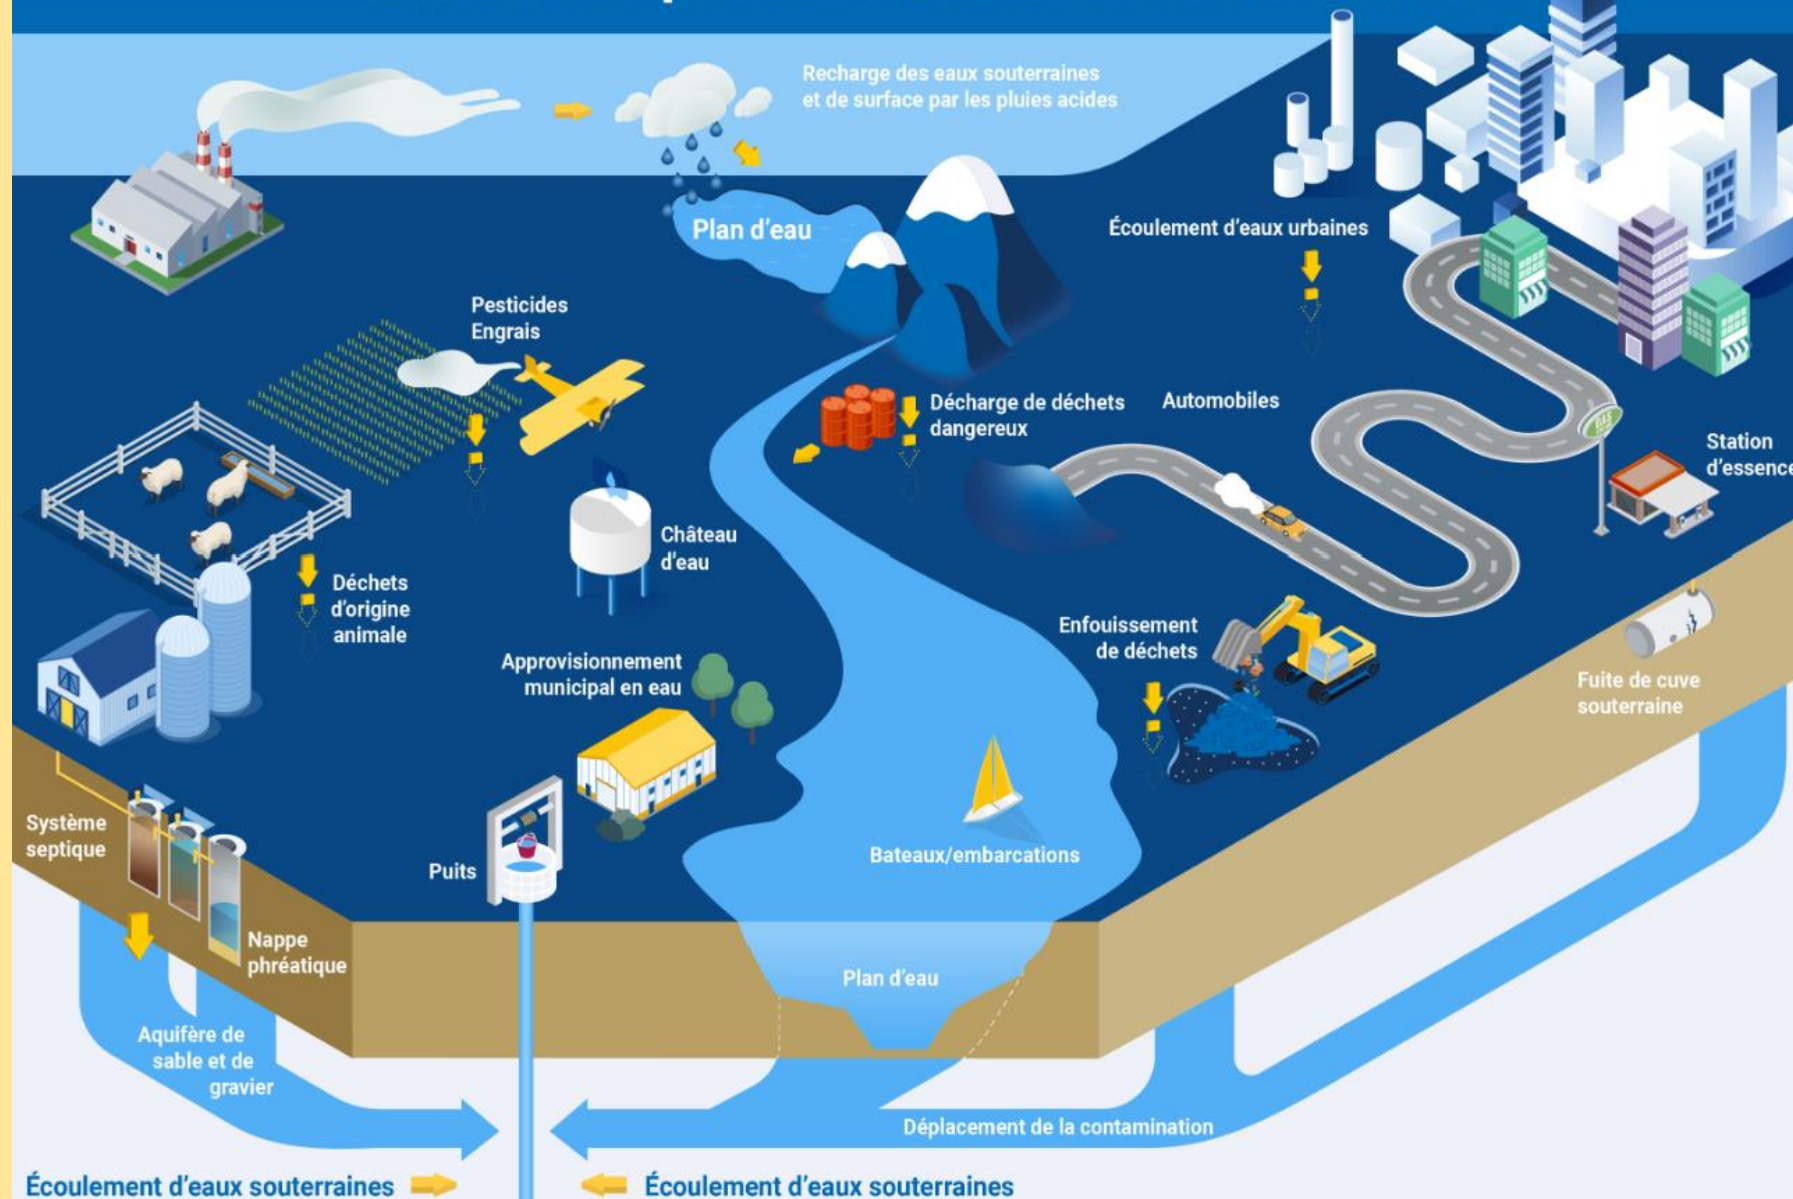 Recharge des eaux souterraines
et de surface par les pluies acides
Plan d'eau
Écoulement d'eaux urbaines
Pesticides
Engrais
Décharge de déchets
dangereux
Automobiles
GAS
Station
d'essence
Château
d'eau
Déchets
d'origine
animale
Enfouissement
de déchets
Approvisionnement
municipal en eau
Fuite de cuve
souterraine
Système
septique
Puits
Bateaux/embarcations
Nappe
phréatique
Plan d'eau
Aquifère de
sable et de
gravier
Déplacement de la contamination
Écoulement d'eaux souterraines
Écoulement d'eaux souterraines